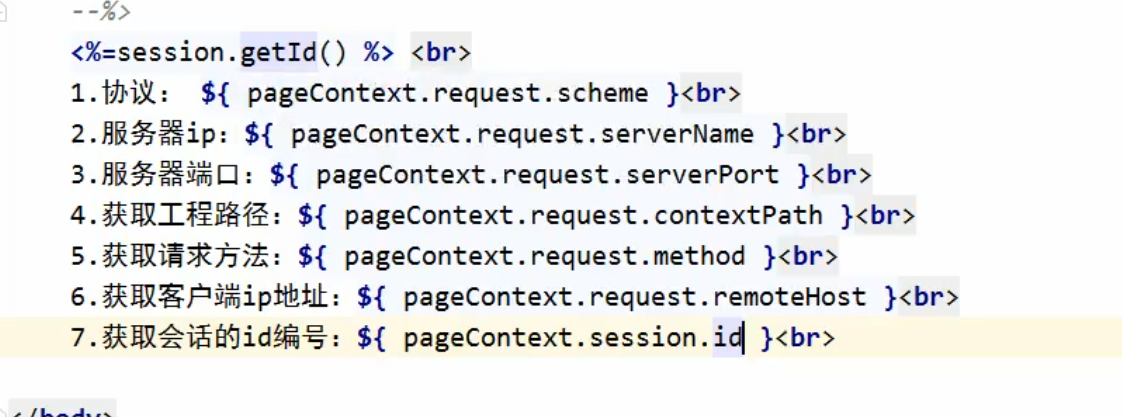 --%>
<%=session.getId() %> <br>
1.协议： ${ pageContext.request.scheme }<br>
2.服务器ip：${ pageContext.request.serverName }<br>
3.服务器端口：${ pageContext.request.serverPort }<br>
4.获取工程路径：${ pageContext.request.contextPath }<br>
5.获取请求方法：${ pageContext.request.method }<br>
6.获取客户端ip地址：${ pageContext.request.remoteHost }<br>
7.获取会话的id编号：${ pageContext.session.id }<br>
</body>